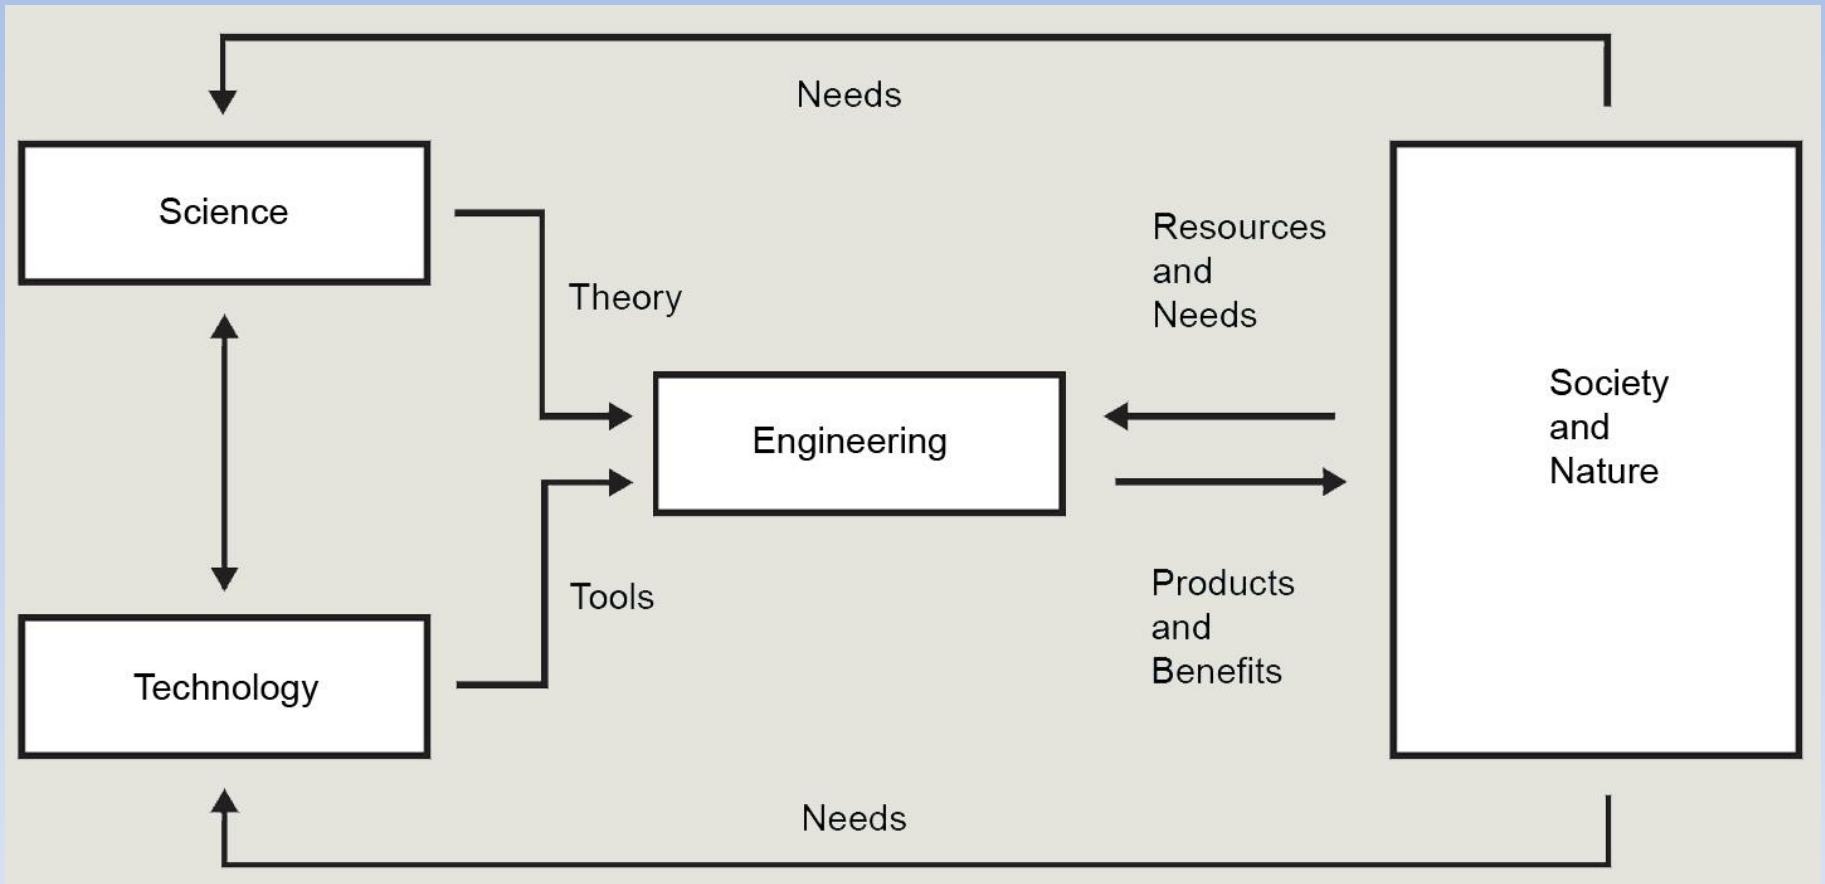 Needs
Science
Theory
Resources
and
Needs
Engineering
Society
and
Nature
Tools
Products
and
Benefits
Technology
Needs